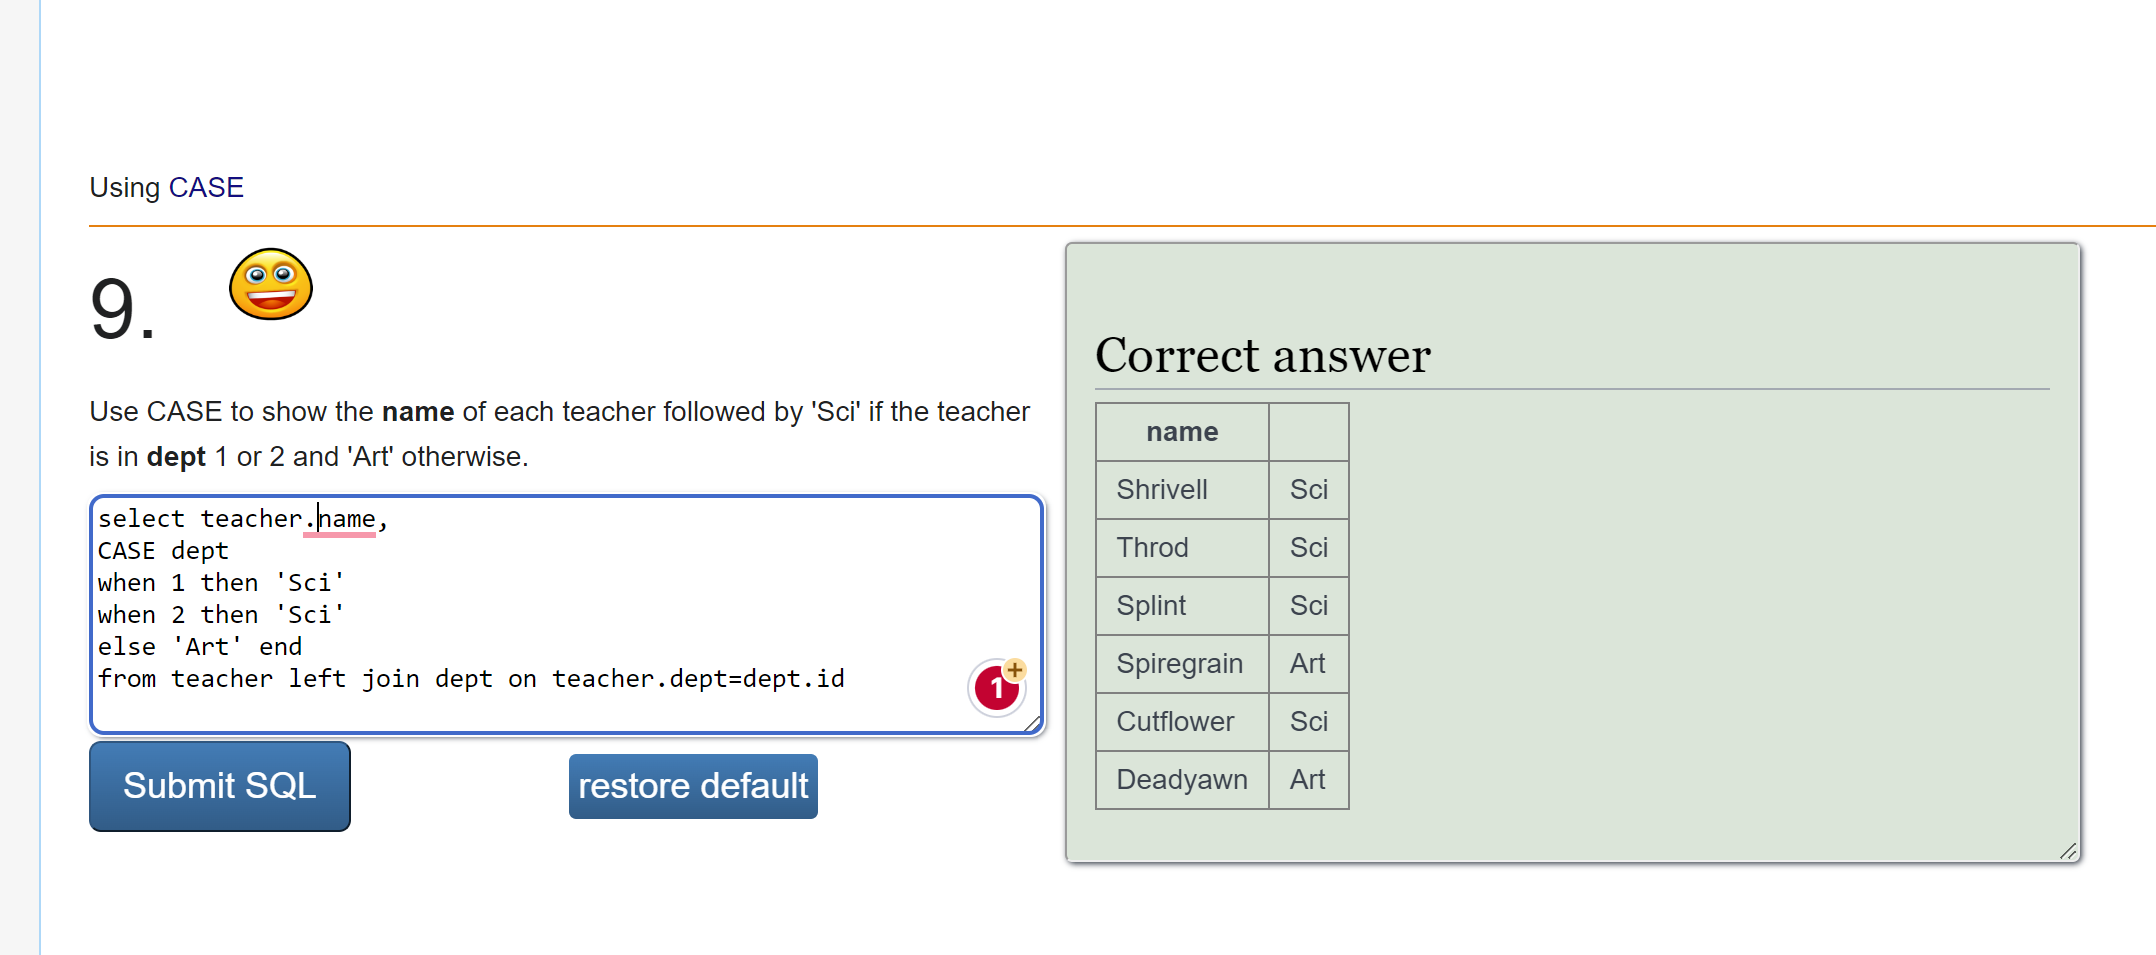 Using CASE
9.
Use CASE to show the name of each teacher followed by 'Sci' if the teacher
is in dept 1 or 2 and 'Art' otherwise.
select teacher.name,
CASE dept
when 1 then 'Sci'
when 2 then 'Sci'
else 'Art' end
from teacher left join dept on teacher.dept=dept.id
1
Submit SQL
restore default
Correct answer
name
Shrivell Sci
Throd Sci
Splint Sci
Spiregrain Art
Cutflower Sci
Deadyawn Art